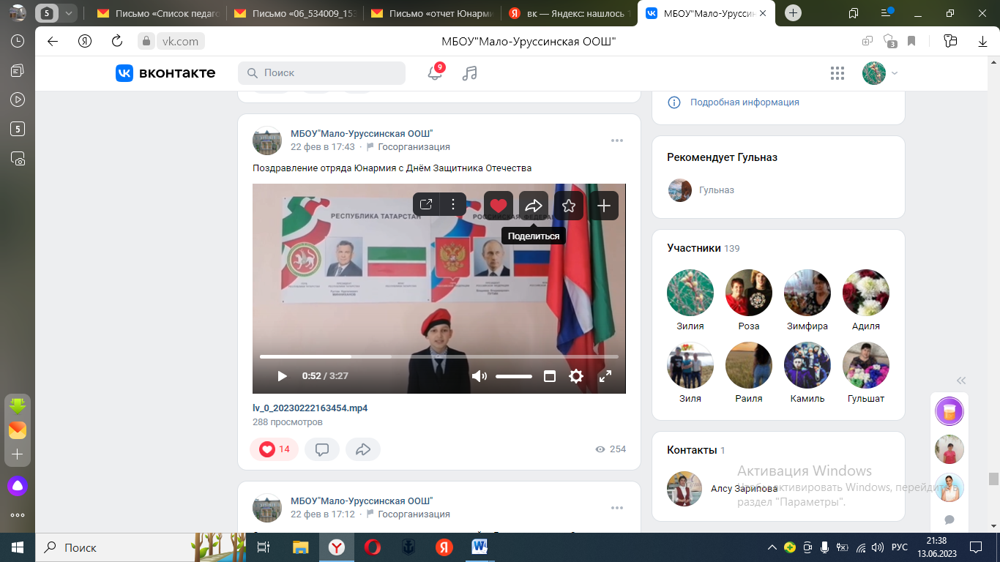 5
Письмо «Список педаго
Письмо «06_534009_153
Письмо «отчет Юнарми
вк — Яндекс: нашлось 1
МБОУ"Мало-Уруссин
vk.com
МБОУ"Мало-Уруссинская ООШ"
3
вконтакте
Поиск
9
5
МБОУ"Мало-Уруссинская ООШ"
22 фев в 17:43 · Госорганизация
Поздравление отряда Юнармия с Днём Защитника Отечества
РЕСПУБЛИКА ТАТАРСТАН
РОССИЙСКАЯ ФЕДЕРА
Поделиться
0:52 / 3:27
lv_0_20230222163454.mp4
288 просмотров
14
254
МБОУ"Мало-Уруссинская ООШ"
22 фев в 17:12 · Госорганизация
Подробная информация
Рекомендует Гульназ
Гульназ
Участники 139
Зилия
Роза
Зимфира
Адиля
Зиля
Раиля
Камиль
Гульшат
Контакты 1
Алсу Зарипова
Активация Windows
Чтобы активировать Windows, перейдите в
раздел "Параметры".
Поиск
РУС
21:38
13.06.2023